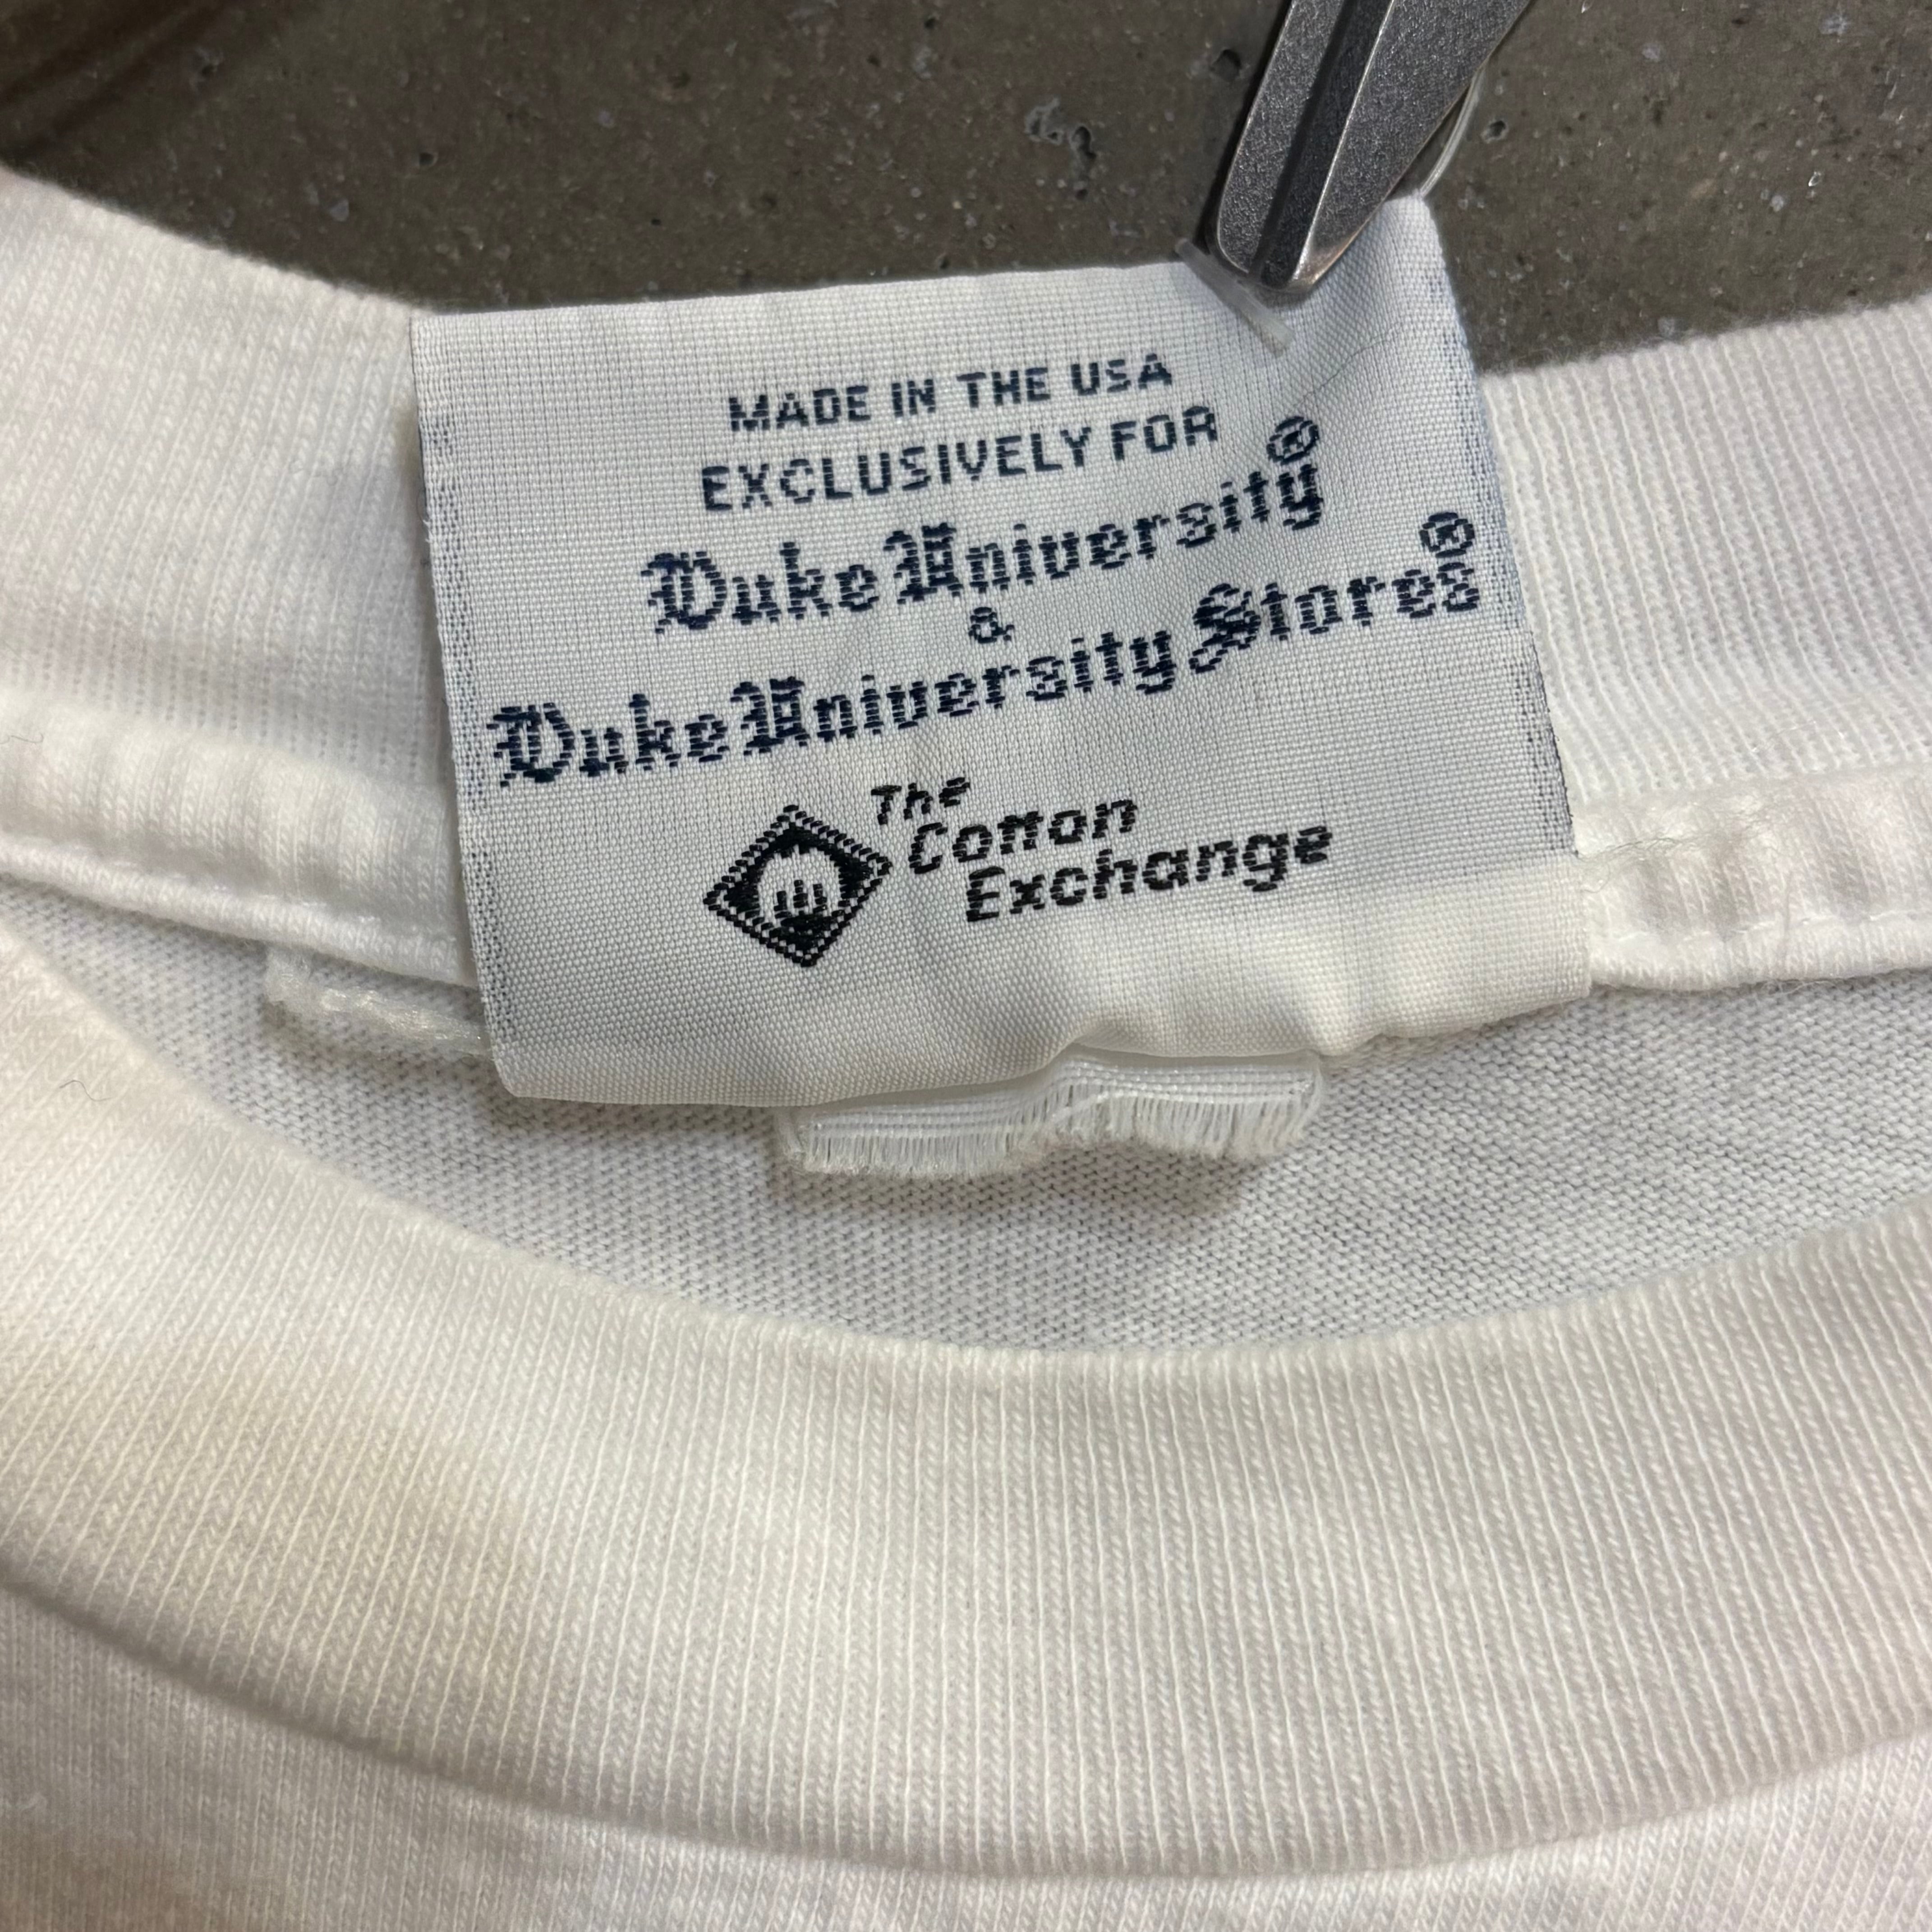 MADE IN THE USA
EXCLUSIVELY FOR
Duke University®
&
Duke University Stores®
The
Cotton
Exchange